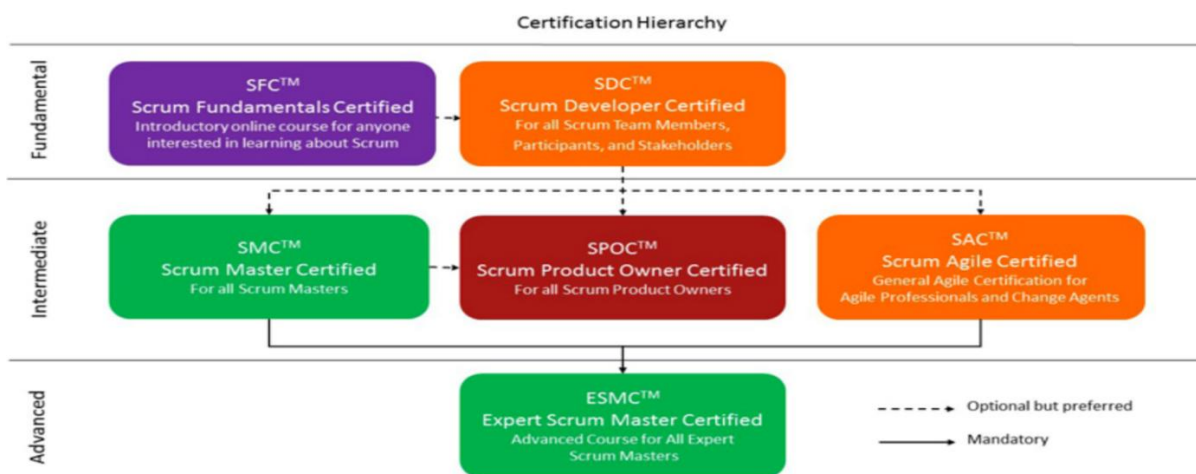 Certification Hierarchy
Fundamental
SFC™
Scrum Fundamentals Certified
Introductory online course for anyone
interested in learning about Scrum
SDC™
Scrum Developer Certified
For all Scrum Team Members,
Participants, and Stakeholders
Intermediate
SMC™
Scrum Master Certified
For all Scrum Masters
SPOC™
Scrum Product Owner Certified
For all Scrum Product Owners
SAC™
Scrum Agile Certified
General Agile Certification for
Agile Professionals and Change Agents
Advanced
ESMC™
Expert Scrum Master Certified
Advanced Course for All Expert
Scrum Masters
Optional but preferred
Mandatory